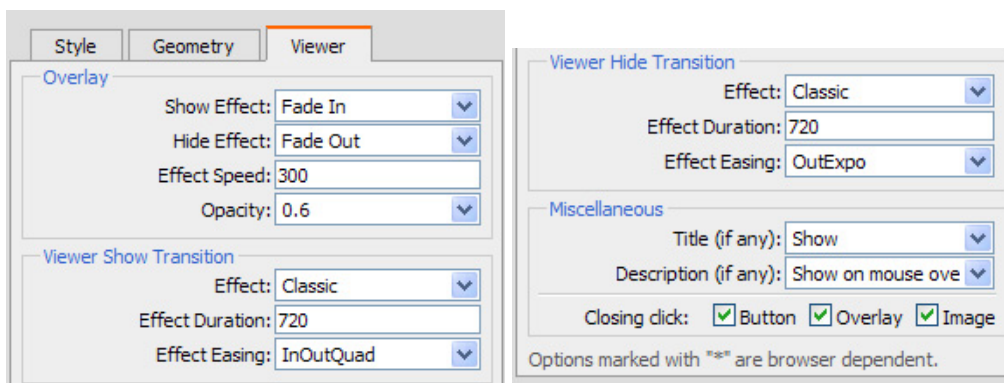 Style Geometry Viewer
Overlay
Show Effect: Fade In
Hide Effect: Fade Out
Effect Speed: 300
Opacity: 0.6
Viewer Show Transition
Effect: Classic
Effect Duration: 720
Effect Easing: InOutQuad
Viewer Hide Transition
Effect: Classic
Effect Duration: 720
Effect Easing: OutExpo
Miscellaneous
Title (if any): Show
Description (if any): Show on mouse ove
Closing click: Button Overlay Image
Options marked with "*" are browser dependent.